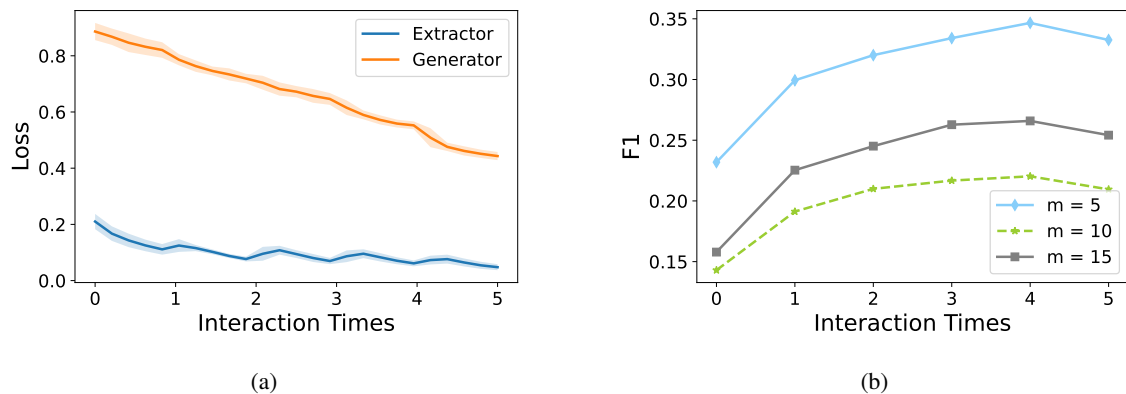 Loss
0.8
0.6
0.4
0.2
0.0
Extractor
Generator
0 1 2 3 4 5
Interaction Times
(a)
F1
0.35
0.30
0.25
0.20
0.15
m = 5
m = 10
m = 15
0 1 2 3 4 5
Interaction Times
(b)